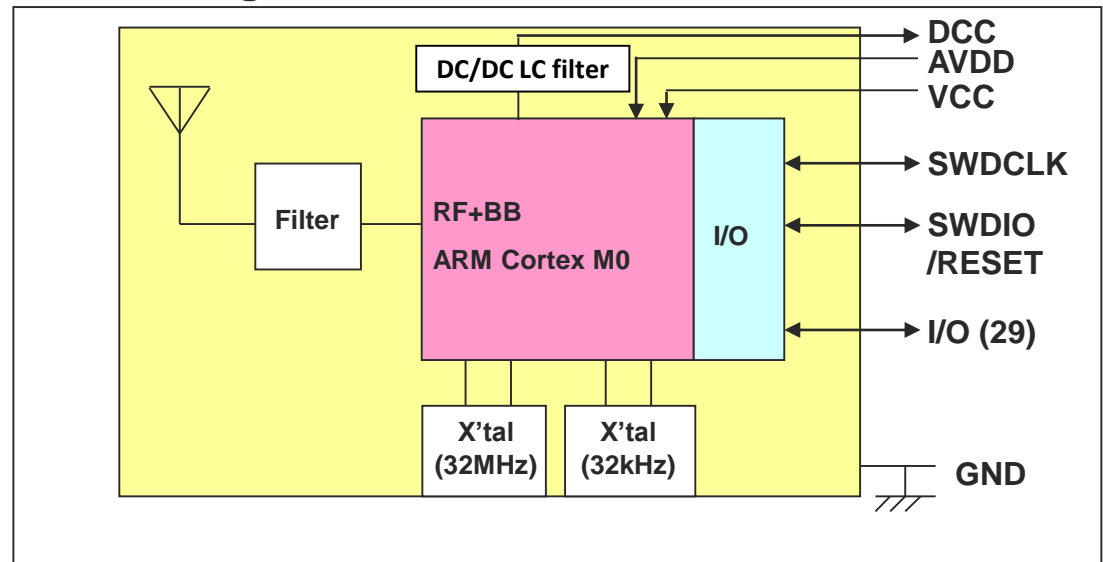 DCC
DC/DC LC filter
AVDD
VCC
SWDCLK
Filter
RF+BB
ARM Cortex M0
I/O
SWDIO
/RESET
I/O (29)
X'tal
(32MHz)
X'tal
(32kHz)
GND